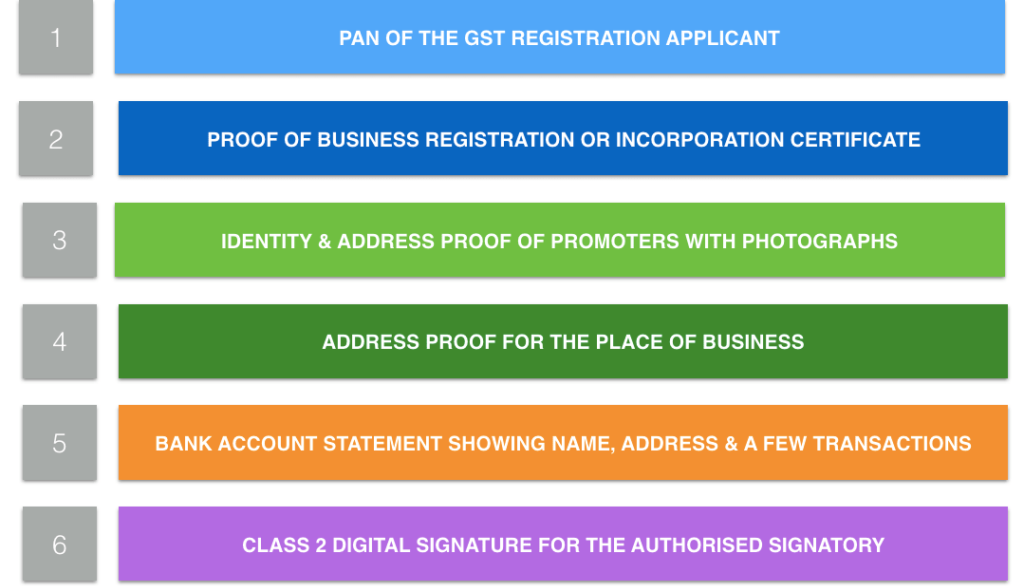 1
PAN OF THE GST REGISTRATION APPLICANT
2
PROOF OF BUSINESS REGISTRATION OR INCORPORATION CERTIFICATE
3
IDENTITY & ADDRESS PROOF OF PROMOTERS WITH PHOTOGRAPHS
4
ADDRESS PROOF FOR THE PLACE OF BUSINESS
5
BANK ACCOUNT STATEMENT SHOWING NAME, ADDRESS & A FEW TRANSACTIONS
6
CLASS 2 DIGITAL SIGNATURE FOR THE AUTHORISED SIGNATORY